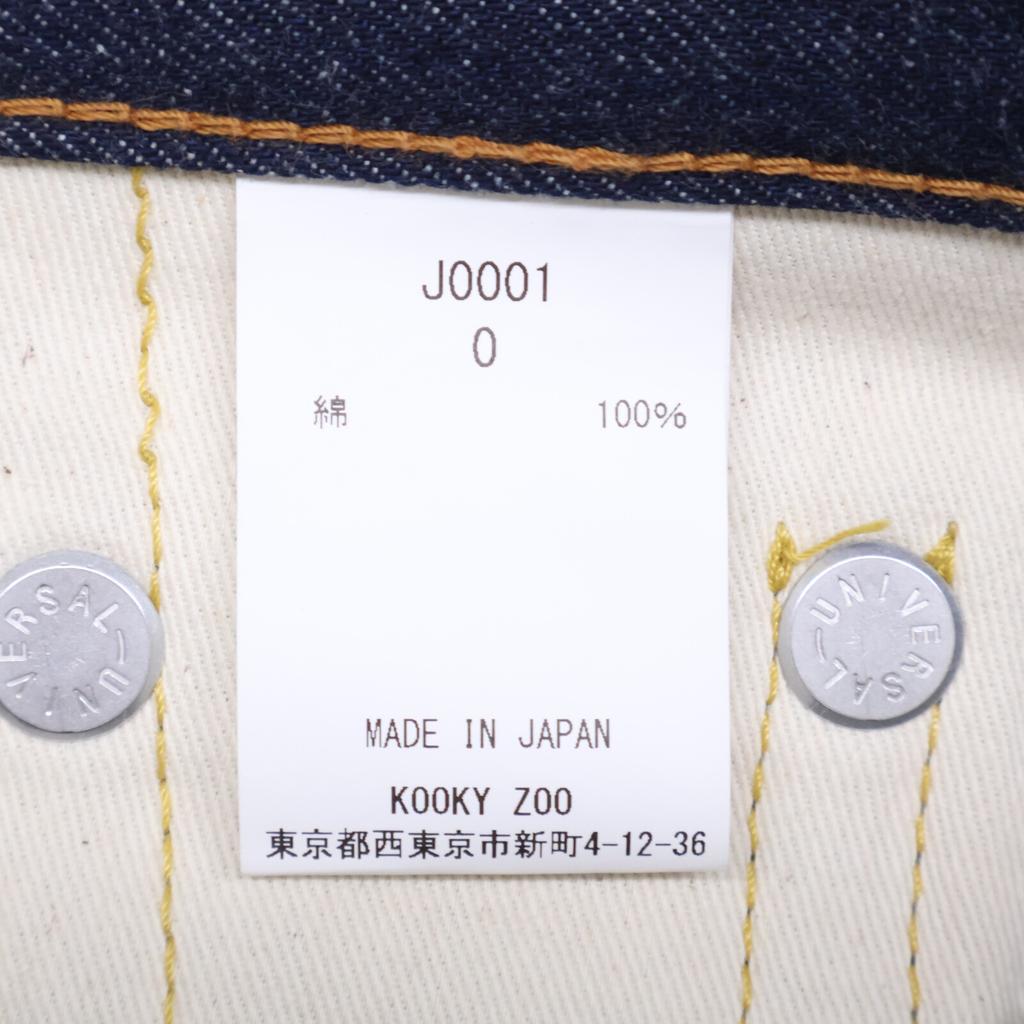 J0001
0
綿 100%
UNIVERSAL
UNIVERSAL
MADE IN JAPAN
KOOKY ZOO
東京都西東京市新町4-12-36